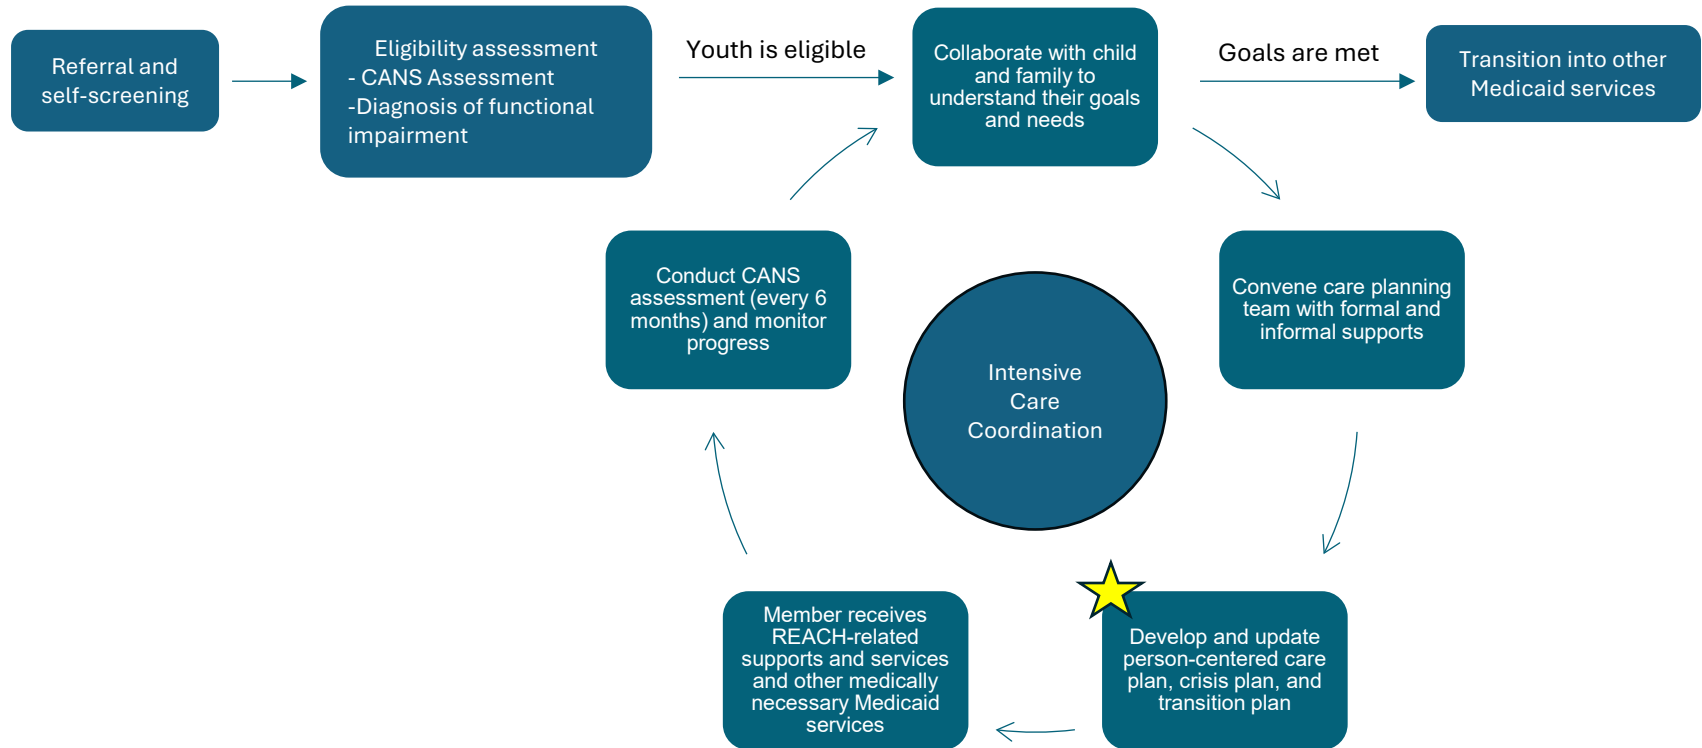 Referral and
self-screening
Eligibility assessment
- CANS Assessment
-Diagnosis of functional
impairment
Youth is eligible
Collaborate with child
and family to
understand their goals
and needs
Goals are met
Transition into other
Medicaid services
Convene care planning
team with formal and
informal supports
Develop and update
person-centered care
plan, crisis plan, and
transition plan
Member receives
REACH-related
supports and services
and other medically
necessary Medicaid
services
Conduct CANS
assessment (every 6
months) and monitor
progress
Intensive
Care
Coordination